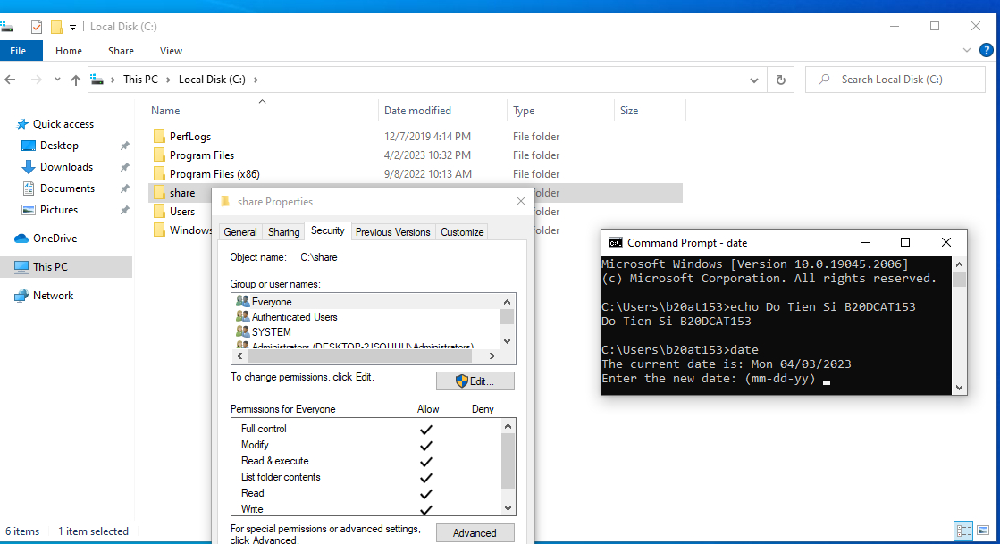 Local Disk (C:)
File Home Share View
This PC Local Disk (C:) Search Local Disk (C:)
Name Date modified Type Size
Quick access
Desktop
Downloads
Documents
Pictures
OneDrive
This PC
Network
PerfLogs 12/7/2019 4:14 PM File folder
Program Files 4/2/2023 10:32 PM File folder
Program Files (x86) 9/8/2022 10:13 AM File folder
share older
Users older
Windows older
share Properties
General Sharing Security Previous Versions Customize
Object name: C:\share
Group or user names:
Everyone
Authenticated Users
SYSTEM
Administrators
To change permissions, click Edit.
Edit...
Permissions for Everyone Allow Deny
Full control
Modify
Read & execute
List folder contents
Read
Write
For special permissions or advanced settings,
click Advanced.
Advanced
Command Prompt - date
Microsoft Windows [Version 10.0.19045.2006]
(c) Microsoft Corporation. All rights reserved.
C:\Users\b20at153>echo Do Tien Si B20DCAT153
Do Tien Si B20DCAT153
C:\Users\b20at153>date
The current date is: Mon 04/03/2023
Enter the new date: (mm-dd-yy)
6 items 1 item selected